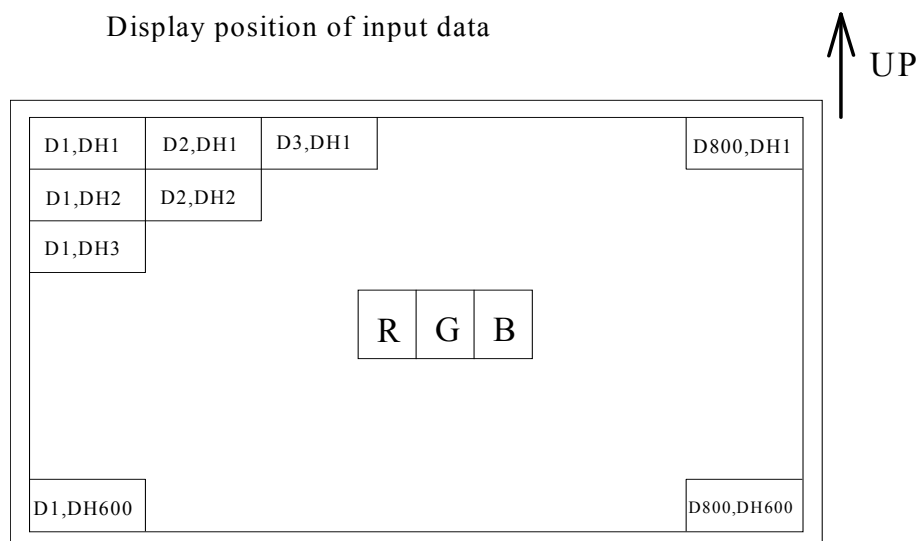 Display position of input data
UP
D1,DH1 D2,DH1 D3,DH1 D800,DH1
D1,DH2 D2,DH2
D1,DH3
R G B
D1,DH600 D800,DH600